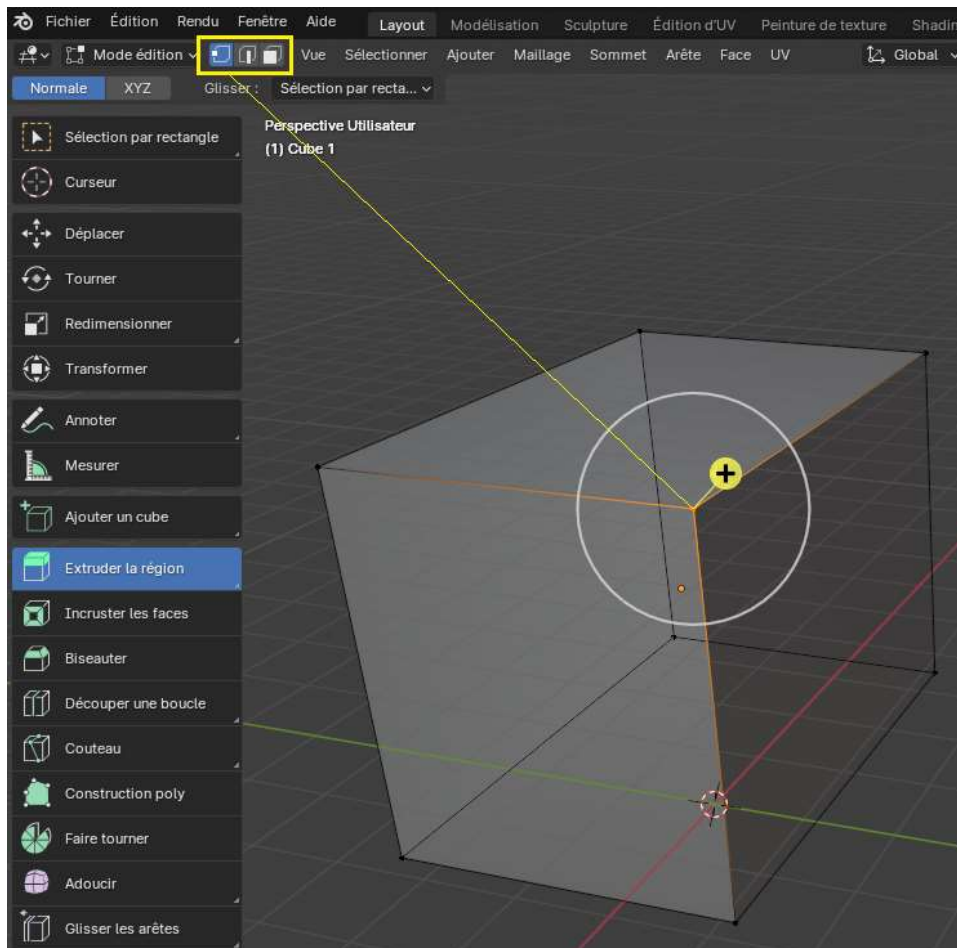 Fichier Édition Rendu Fenêtre Aide Layout Modélisation Sculpture Édition d'UV Peinture de texture Shadin
Mode édition Vue Sélectionner Ajouter Maillage Sommet Arête Face UV Global
Normale XYZ Glisser : Sélection par recta...
Perspective Utilisateur
(1) Cube 1
Sélection par rectangle
Curseur
Déplacer
Tourner
Redimensionner
Transformer
Annoter
Mesurer
Ajouter un cube
Extruder la région
Incruster les faces
Biseauter
Découper une boucle
Couteau
Construction poly
Faire tourner
Adoucir
Glisser les arêtes